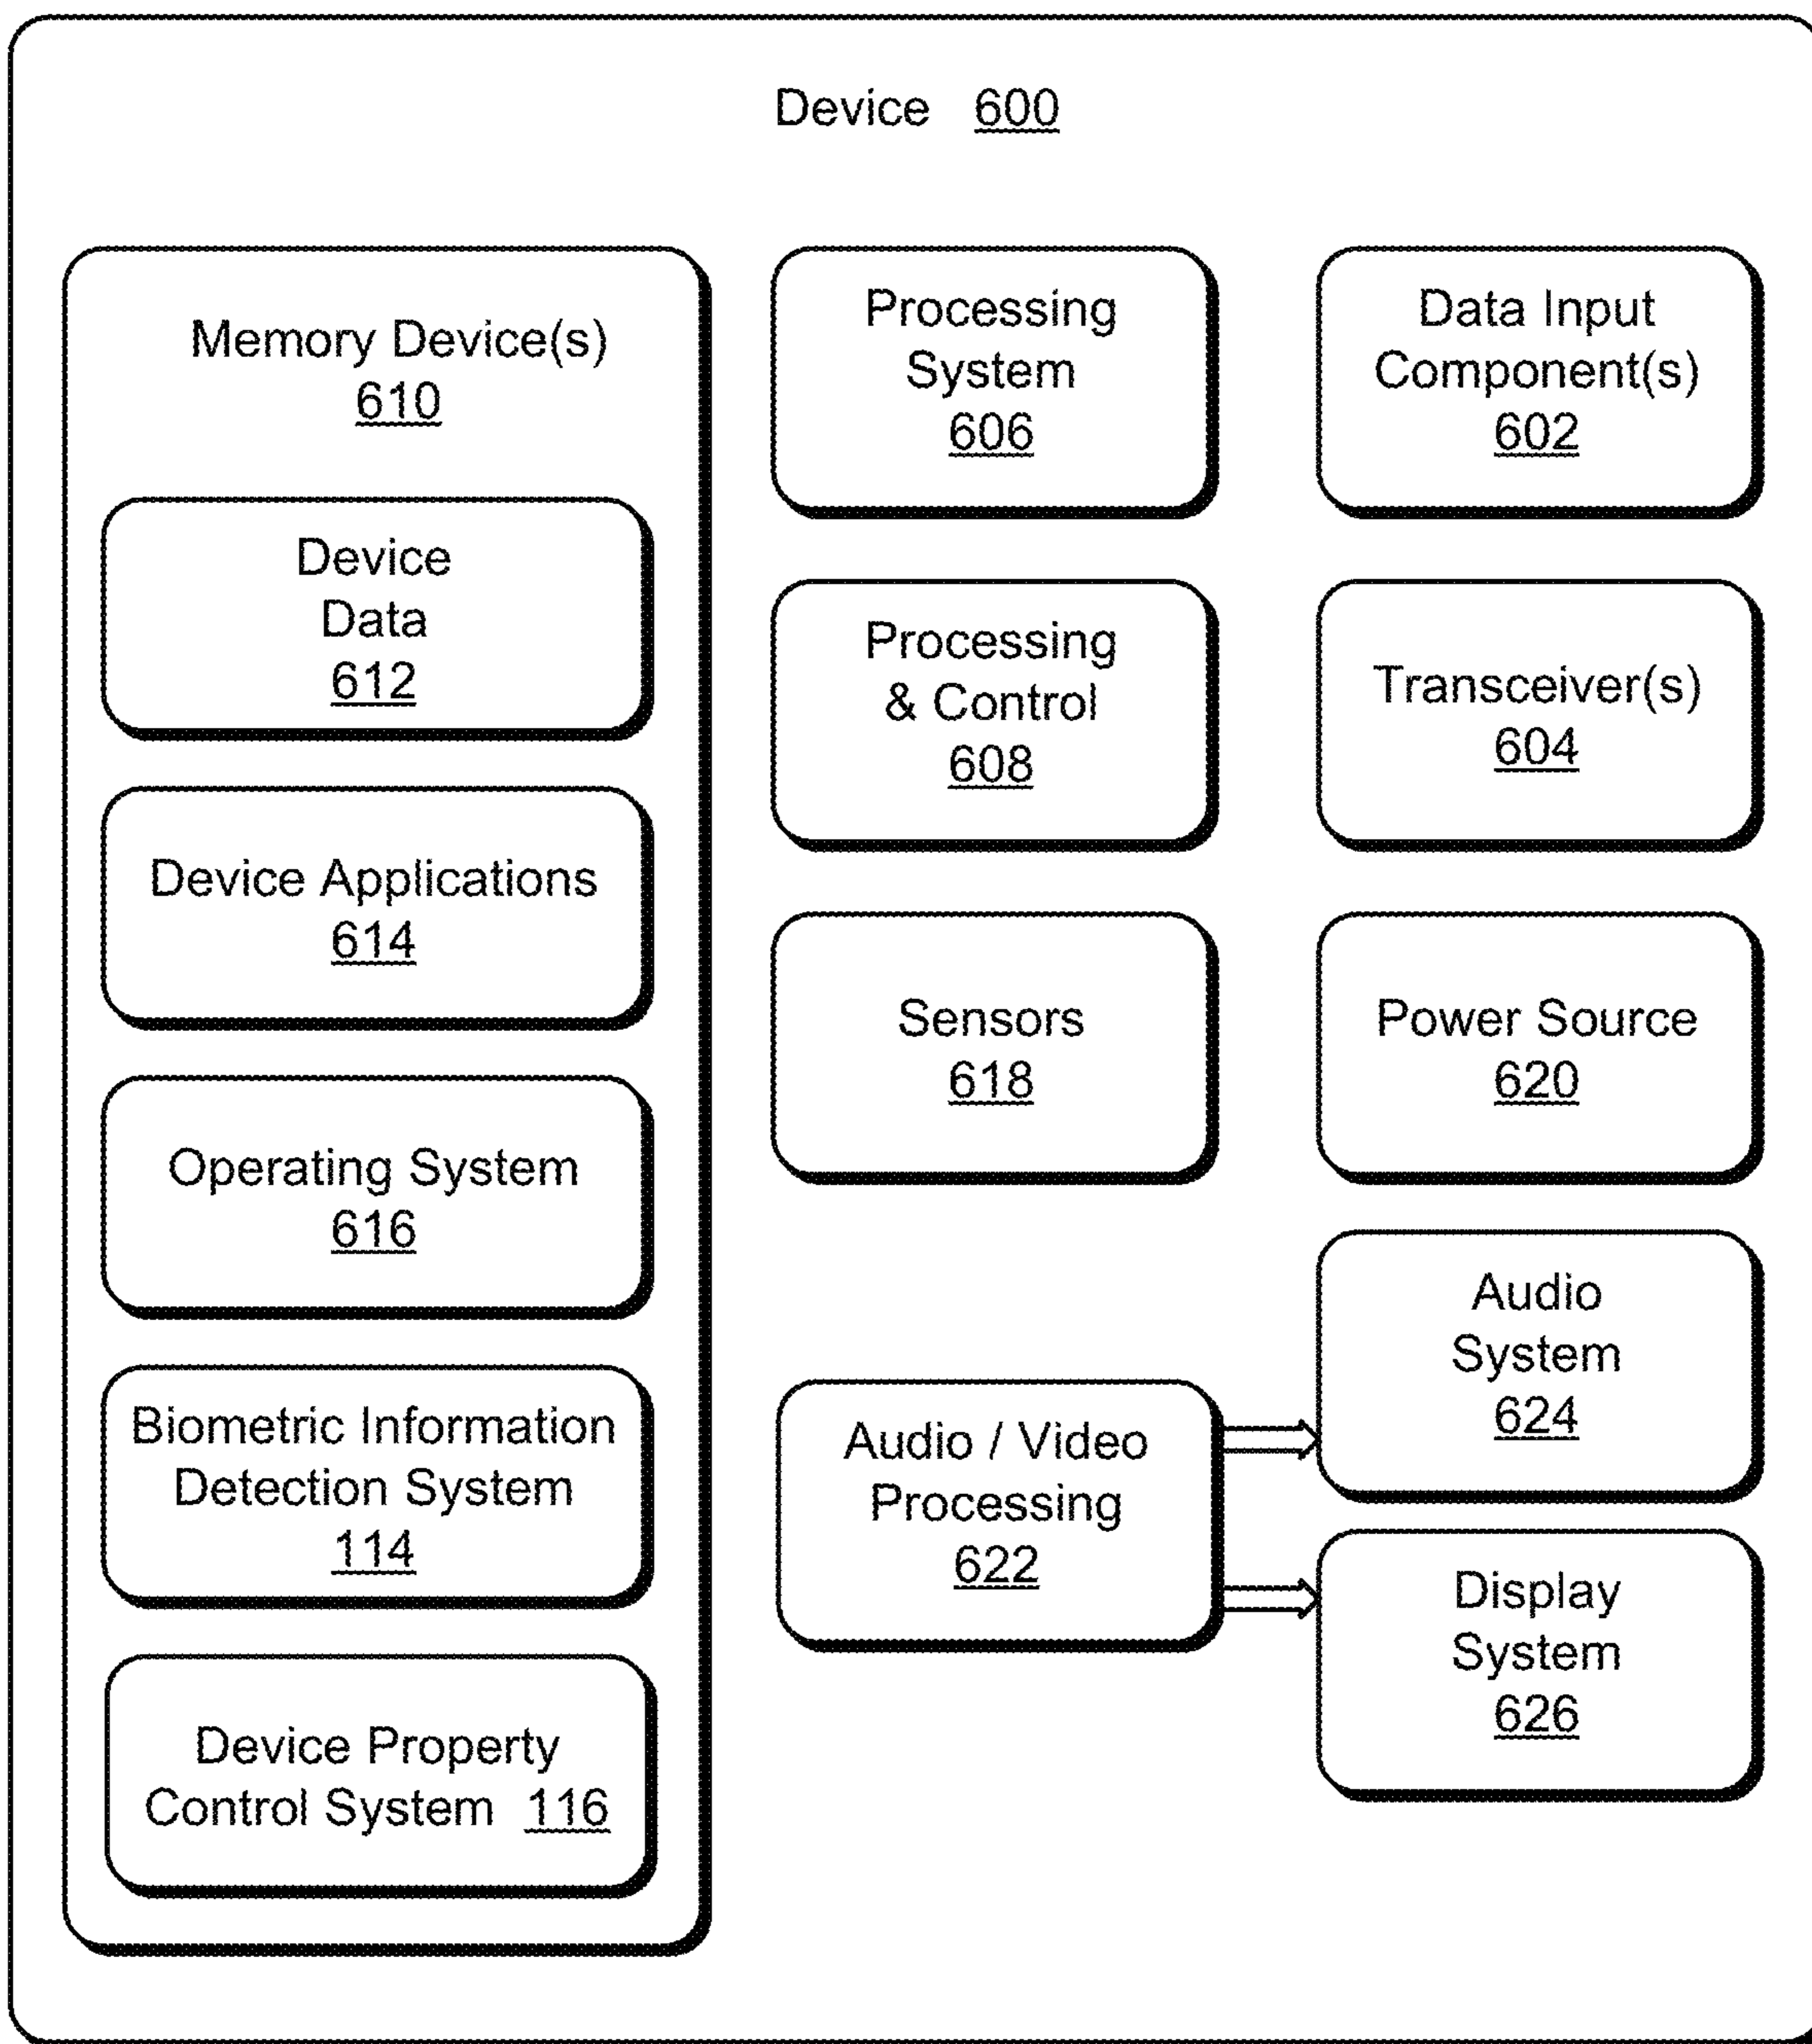 Device 600
Memory Device(s)
610
Device
Data
612
Device Applications
614
Operating System
616
Biometric Information
Detection System
114
Device Property
Control System 116
Processing
System
606
Data Input
Component(s)
602
Processing
& Control
608
Transceiver(s)
604
Sensors
618
Power Source
620
Audio / Video
Processing
622
Audio
System
624
Display
System
626